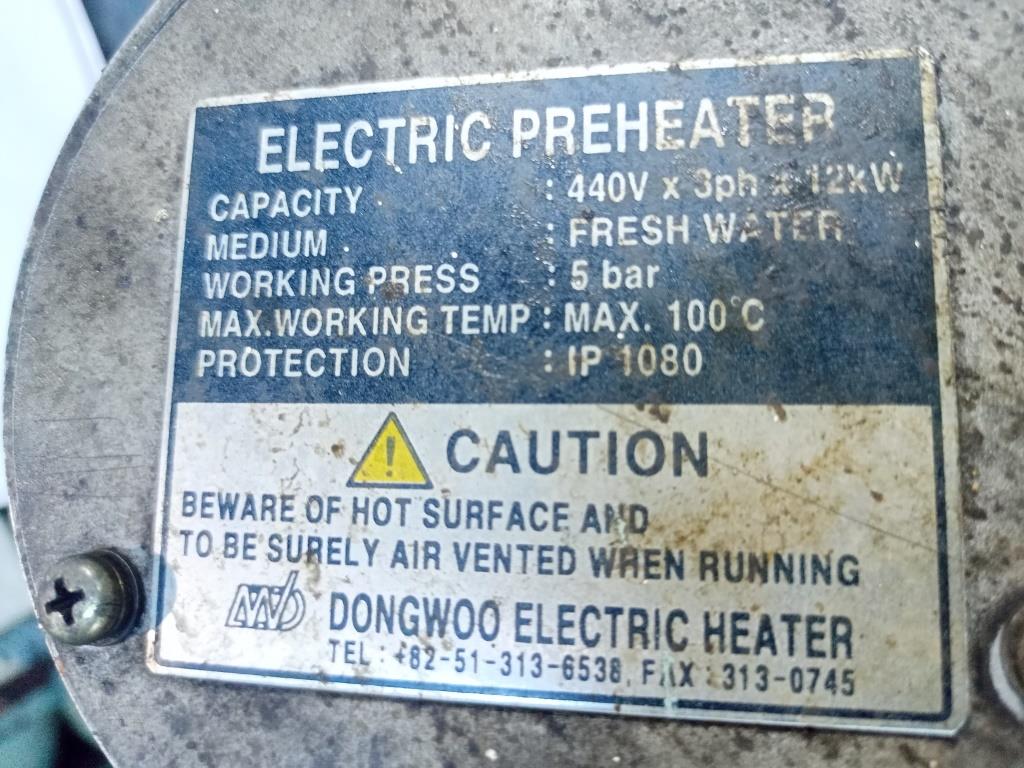 ELECTRIC PREHEATER
CAPACITY : 440V x 3ph x 12kW
MEDIUM : FRESH WATER
WORKING PRESS : 5 bar
MAX.WORKING TEMP : MAX. 100°C
PROTECTION : IP 1080
! CAUTION
BEWARE OF HOT SURFACE AND
TO BE SURELY AIR VENTED WHEN RUNNING
DONGWOO ELECTRIC HEATER
TEL : +82-51-313-6538, FAX : 313-0745